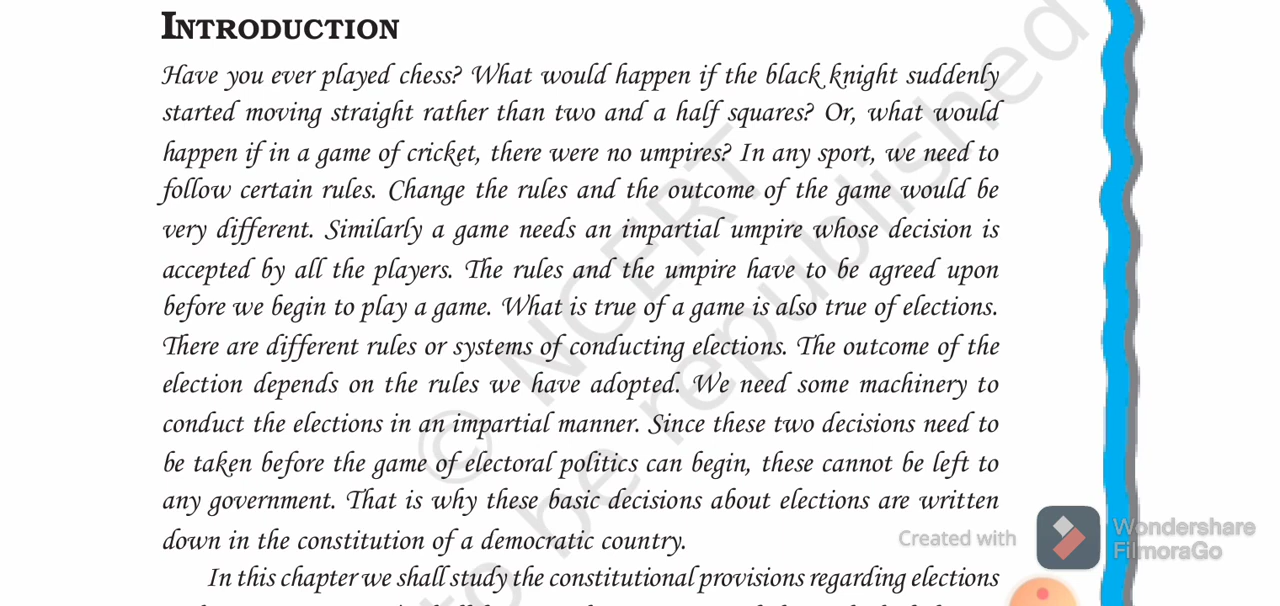 INTRODUCTION
Have you ever played chess? What would happen if the black knight suddenly
started moving straight rather than two and a half squares? Or, what would
happen if in a game of cricket, there were no umpires? In any sport, we need to
follow certain rules. Change the rules and the outcome of the game would be
very different. Similarly a game needs an impartial umpire whose decision is
accepted by all the players. The rules and the umpire have to be agreed upon
before we begin to play a game. What is true of a game is also true of elections.
There are different rules or systems of conducting elections. The outcome of the
election depends on the rules we have adopted. We need some machinery to
conduct the elections in an impartial manner. Since these two decisions need to
be taken before the game of electoral politics can begin, these cannot be left to
any government. That is why these basic decisions about elections are written
down in the constitution of a democratic country.
In this chapter we shall study the constitutional provisions regarding elections
© NCERT
to be republished
Created with
Wondershare
FilmoraGo